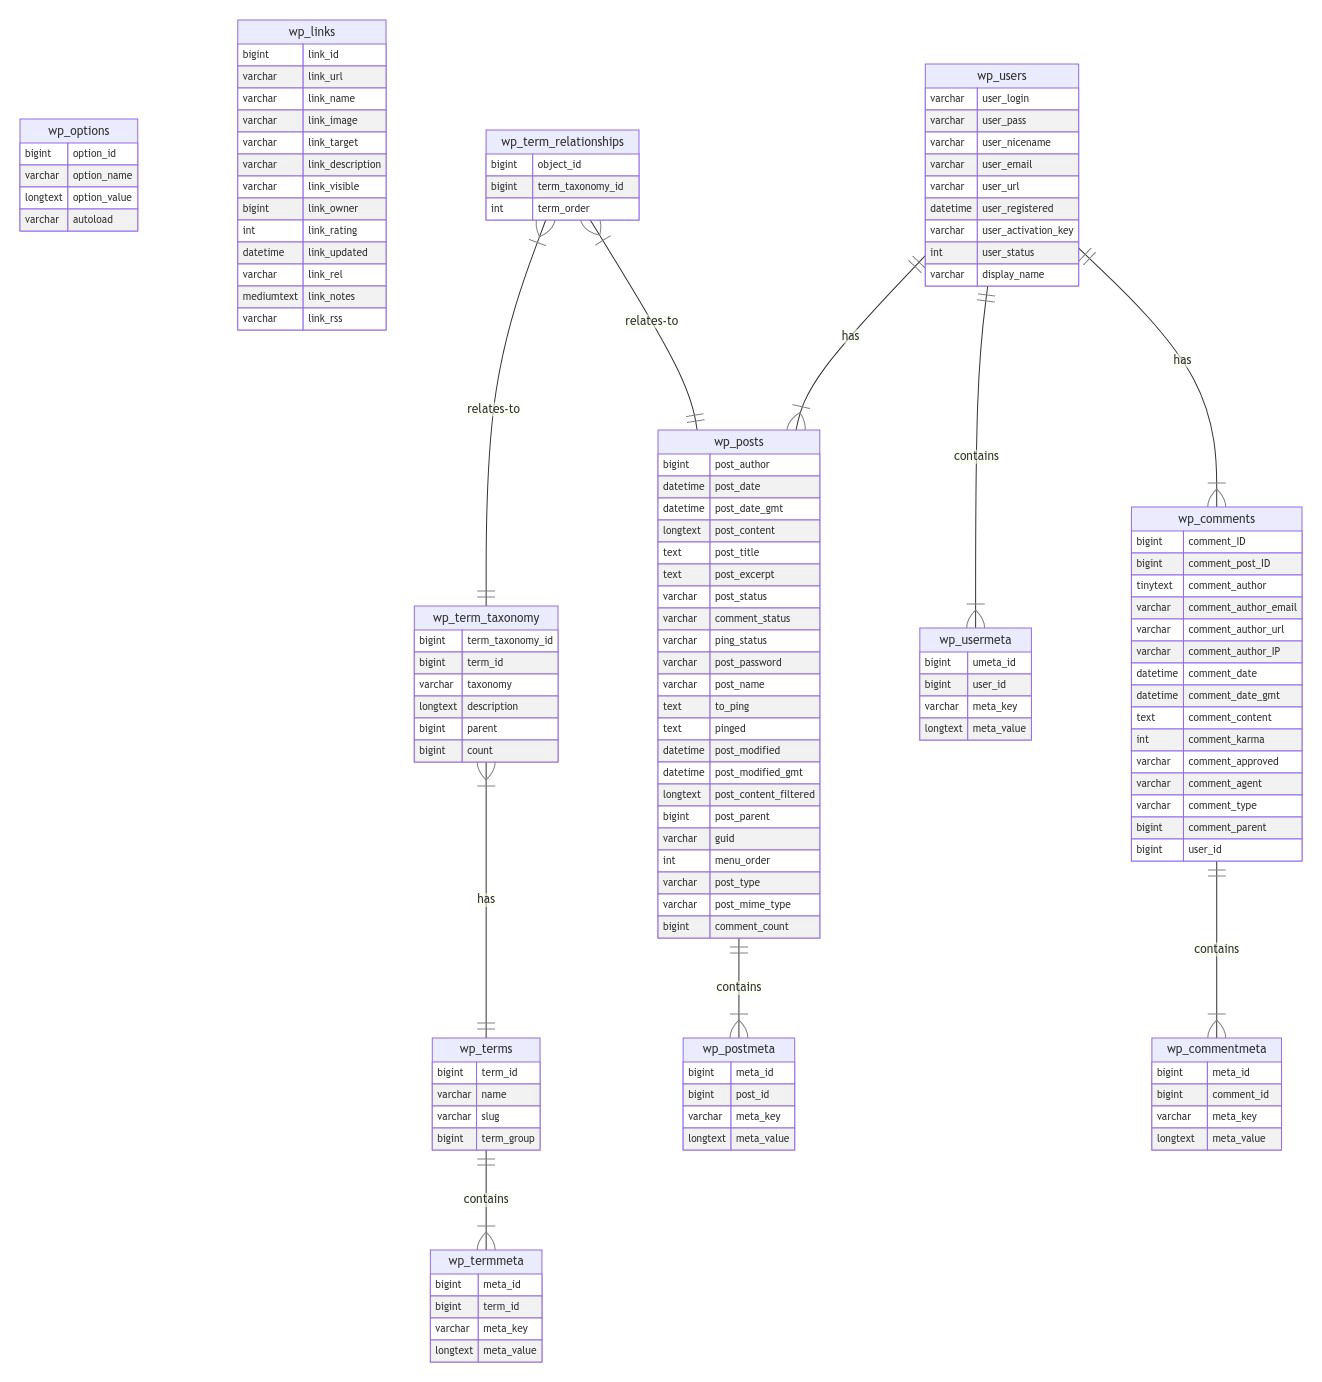 wp_options
bigint option_id
varchar option_name
longtext option_value
varchar autoload
wp_links
bigint link_id
varchar link_url
varchar link_name
varchar link_image
varchar link_target
varchar link_description
varchar link_visible
bigint link_owner
int link_rating
datetime link_updated
varchar link_rel
mediumtext link_notes
varchar link_rss
wp_term_relationships
bigint object_id
bigint term_taxonomy_id
int term_order
wp_users
varchar user_login
varchar user_pass
varchar user_nicename
varchar user_email
varchar user_url
datetime user_registered
varchar user_activation_key
int user_status
varchar display_name
relates-to
has
has
relates-to
contains
wp_posts
bigint post_author
datetime post_date
datetime post_date_gmt
longtext post_content
text post_title
text post_excerpt
varchar post_status
varchar comment_status
varchar ping_status
varchar post_password
varchar post_name
text to_ping
text pinged
datetime post_modified
datetime post_modified_gmt
longtext post_content_filtered
bigint post_parent
varchar guid
int menu_order
varchar post_type
varchar post_mime_type
bigint comment_count
wp_comments
bigint comment_ID
bigint comment_post_ID
tinytext comment_author
varchar comment_author_email
varchar comment_author_url
varchar comment_author_IP
datetime comment_date
datetime comment_date_gmt
text comment_content
int comment_karma
varchar comment_approved
varchar comment_agent
varchar comment_type
bigint comment_parent
bigint user_id
wp_term_taxonomy
bigint term_taxonomy_id
bigint term_id
varchar taxonomy
longtext description
bigint parent
bigint count
wp_usermeta
bigint umeta_id
bigint user_id
varchar meta_key
longtext meta_value
has
contains
contains
wp_terms
bigint term_id
varchar name
varchar slug
bigint term_group
wp_postmeta
bigint meta_id
bigint post_id
varchar meta_key
longtext meta_value
wp_commentmeta
bigint meta_id
bigint comment_id
varchar meta_key
longtext meta_value
contains
wp_termmeta
bigint meta_id
bigint term_id
varchar meta_key
longtext meta_value